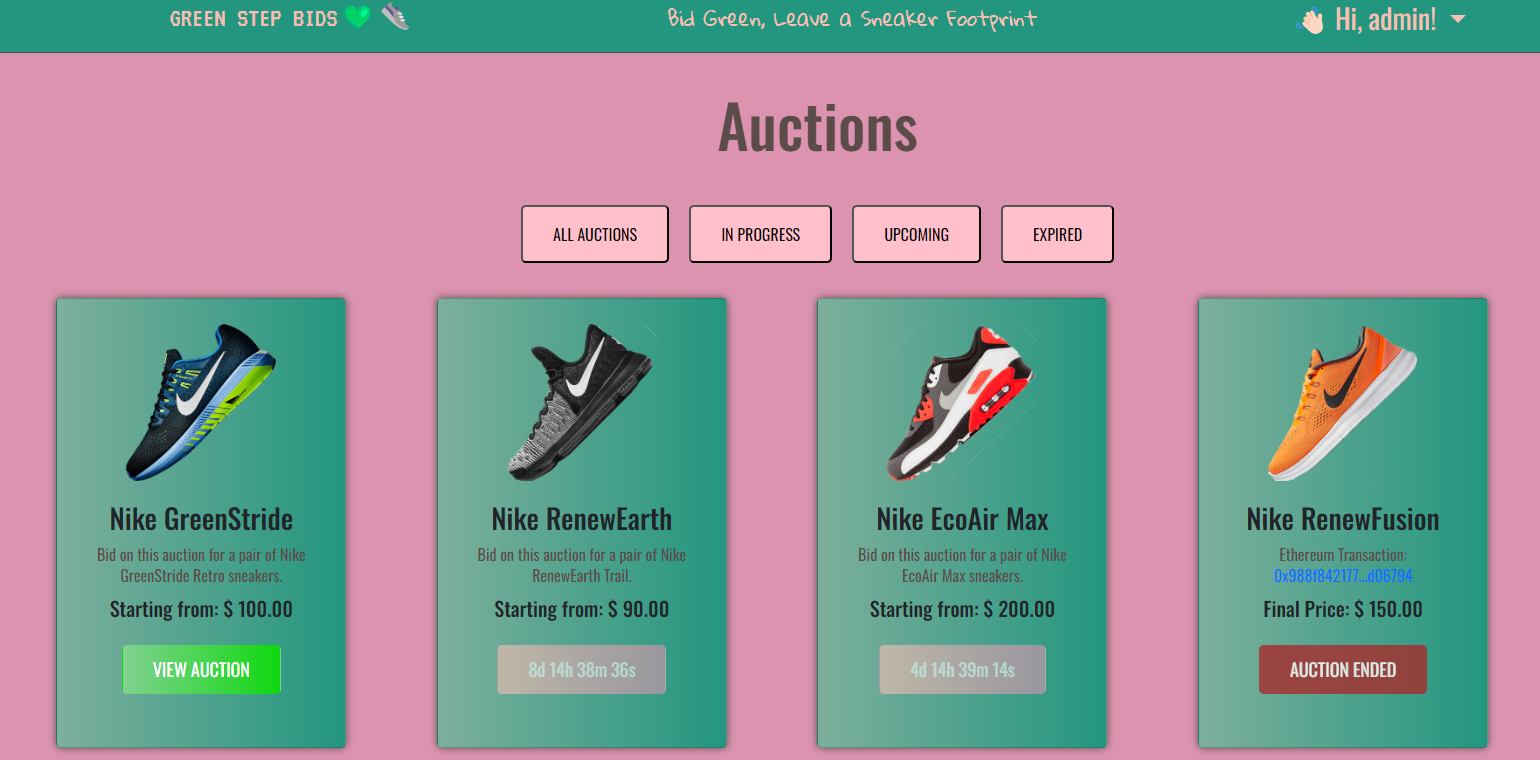 GREEN STEP BIDS
Bid Green, Leave a Sneaker Footprint
Hi, admin!
Auctions
ALL AUCTIONS
IN PROGRESS
UPCOMING
EXPIRED
Nike GreenStride
Bid on this auction for a pair of Nike
GreenStride Retro sneakers.
Starting from: $ 100.00
VIEW AUCTION
Nike RenewEarth
Bid on this auction for a pair of Nike
RenewEarth Trail.
Starting from: $ 90.00
8d 14h 38m 36s
Nike EcoAir Max
Bid on this auction for a pair of Nike
EcoAir Max sneakers.
Starting from: $ 200.00
4d 14h 39m 14s
Nike RenewFusion
Ethereum Transaction:
0x988f842177...d06794
Final Price: $ 150.00
AUCTION ENDED